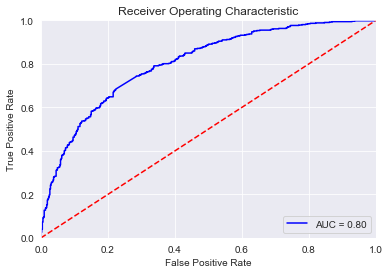 Receiver Operating Characteristic
True Positive Rate
1.0
0.8
0.6
0.4
0.2
0.0
AUC = 0.80
0.0 0.2 0.4 0.6 0.8 1.0
False Positive Rate